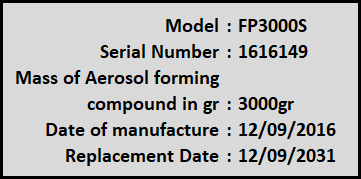 Model : FP3000S
Serial Number : 1616149
Mass of Aerosol forming
compound in gr : 3000gr
Date of manufacture : 12/09/2016
Replacement Date : 12/09/2031